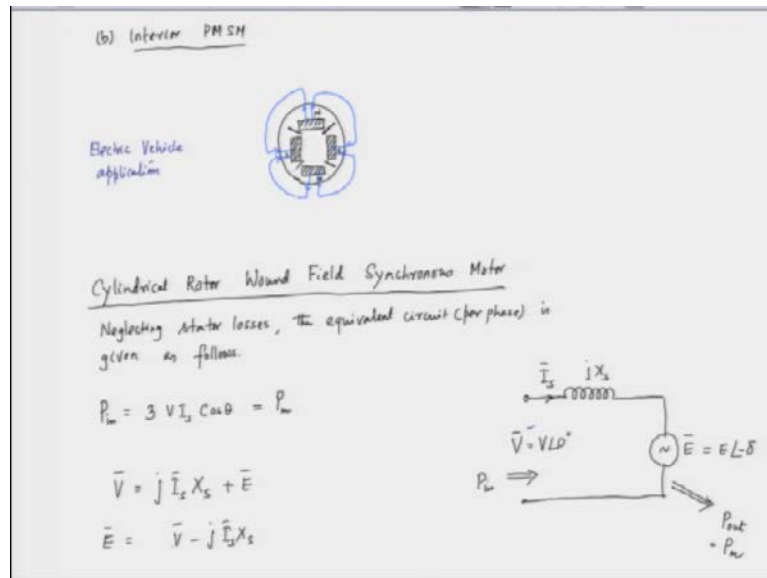 (b) Interior PMSM
Electric Vehicle
application
Cylindrical Rotor Wound Field Synchronous Motor
Neglecting stator losses, the equivalent circuit (per phase) is
given as follows.
P_in = 3 V I_s Cosθ = P_m
V̄ = j Ī_s X_s + Ē
Ē = V̄ - j Ī_s X_s
Ī_s jX_s
V̄ = V∠0°
Ē = E∠-δ
P_in ⇒
P_out
= P_m